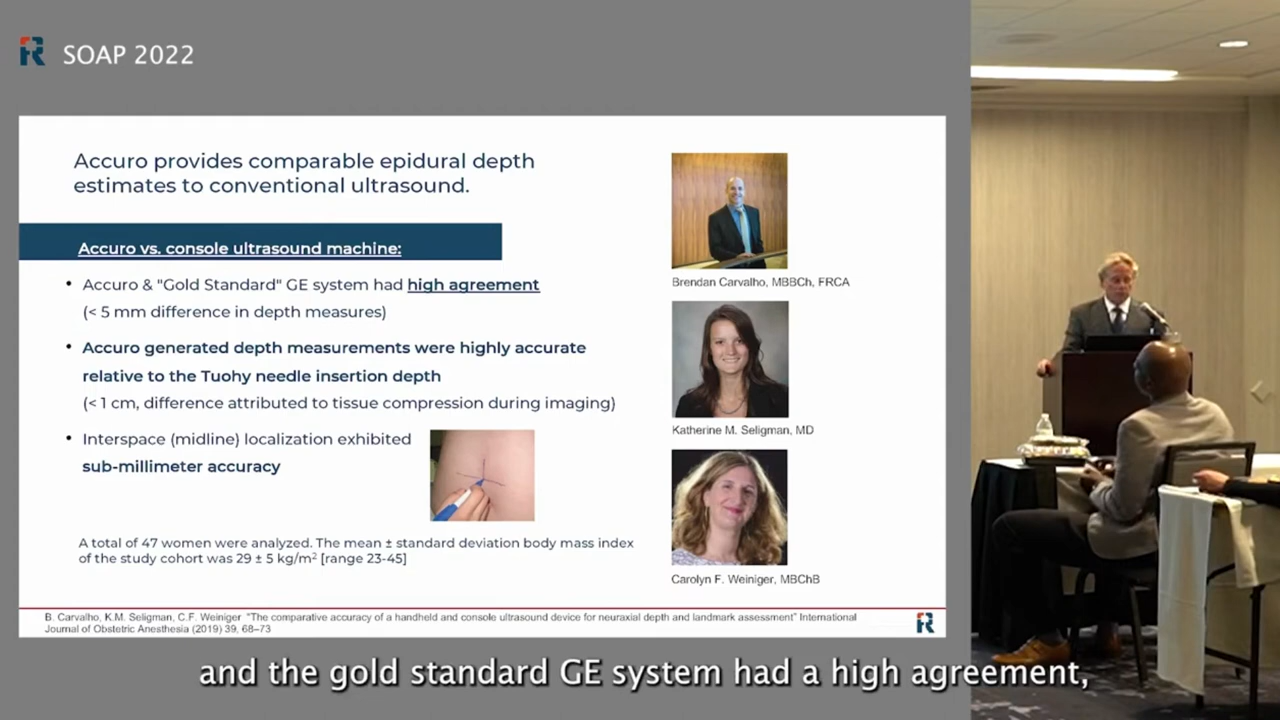 SOAP 2022
Accuro provides comparable epidural depth
estimates to conventional ultrasound.
Accuro vs. console ultrasound machine:
• Accuro & "Gold Standard" GE system had high agreement
(< 5 mm difference in depth measures)
• Accuro generated depth measurements were highly accurate
relative to the Tuohy needle insertion depth
(< 1 cm, difference attributed to tissue compression during imaging)
• Interspace (midline) localization exhibited
sub-millimeter accuracy
A total of 47 women were analyzed. The mean ± standard deviation body mass index
of the study cohort was 29 ± 5 kg/m² [range 23-45]
Brendan Carvalho, MBBCh, FRCA
Katherine M. Seligman, MD
Carolyn F. Weiniger, MBChB
B. Carvalho, K.M. Seligman, C.F. Weiniger "The comparative accuracy of a handheld and console ultrasound device for neuraxial depth and landmark assessment" International
Journal of Obstetric Anesthesia (2019) 39, 68–73
and the gold standard GE system had a high agreement,